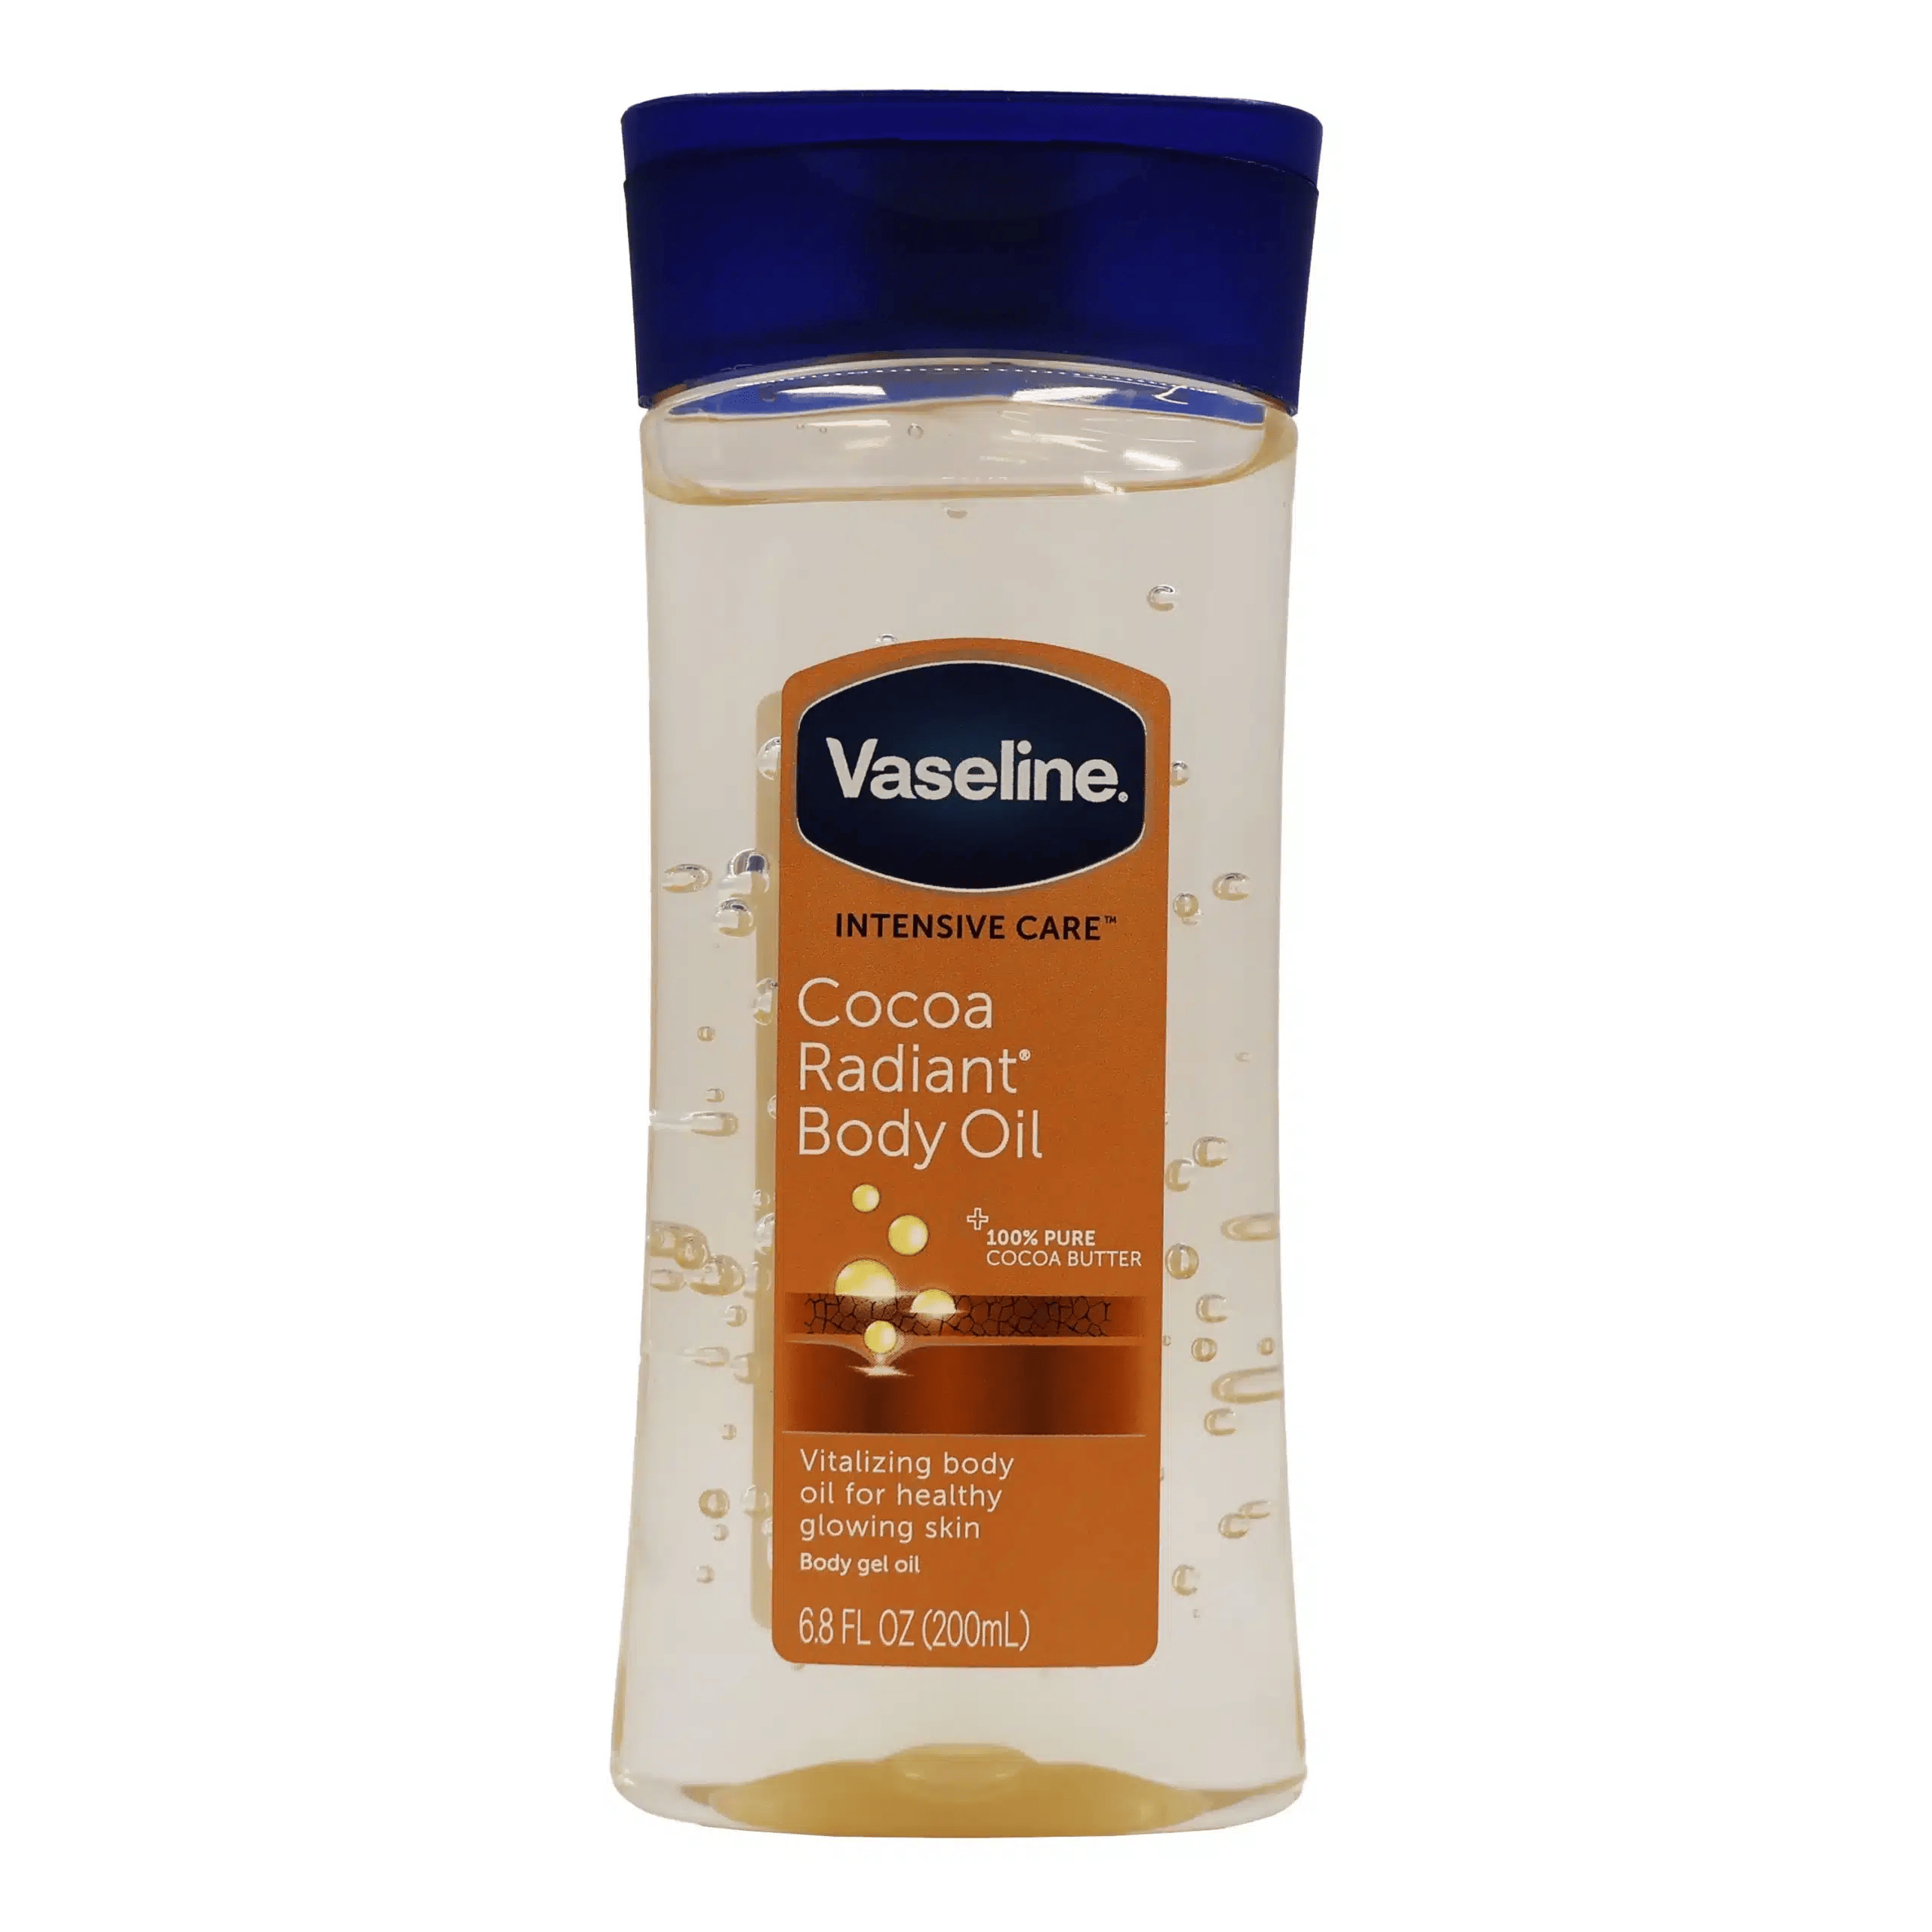 Vaseline®
INTENSIVE CARE™
Cocoa
Radiant®
Body Oil
+
100% PURE
COCOA BUTTER
Vitalizing body
oil for healthy
glowing skin
Body gel oil
6.8 FL OZ (200mL)